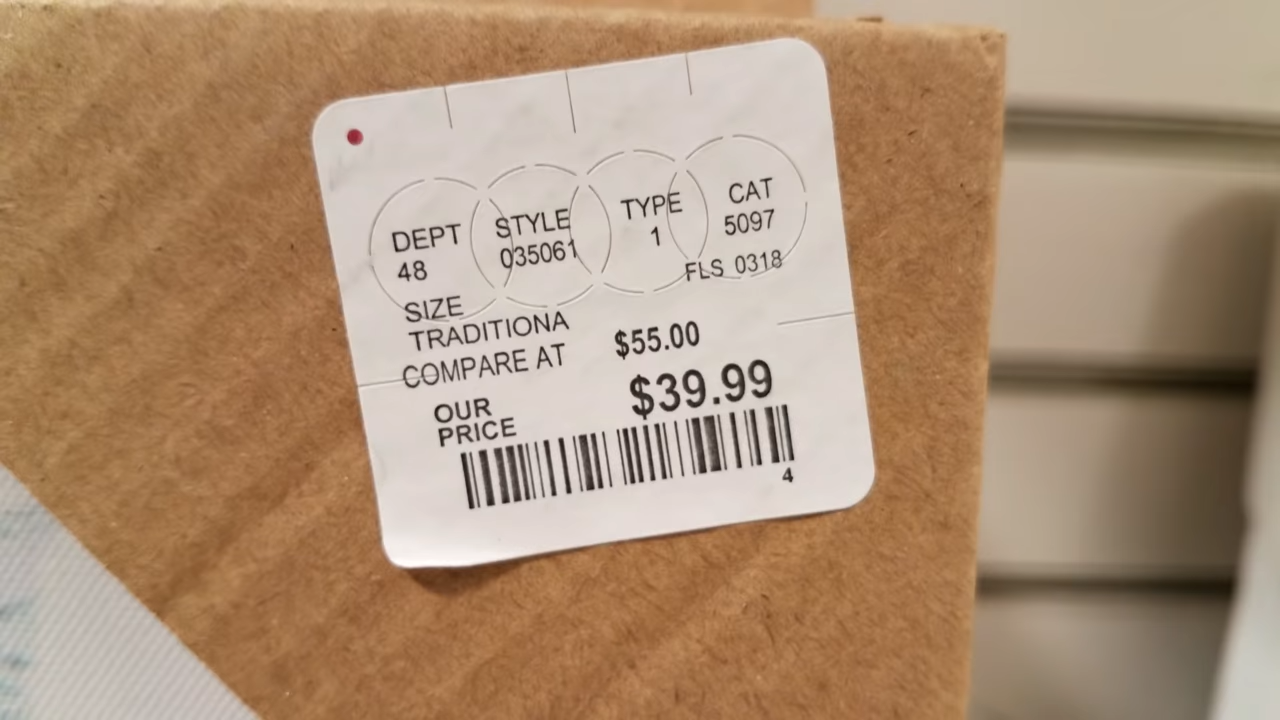 DEPT STYLE TYPE CAT
48 035061 1 5097
FLS 0318
SIZE
TRADITIONA
COMPARE AT $55.00
OUR PRICE $39.99
4